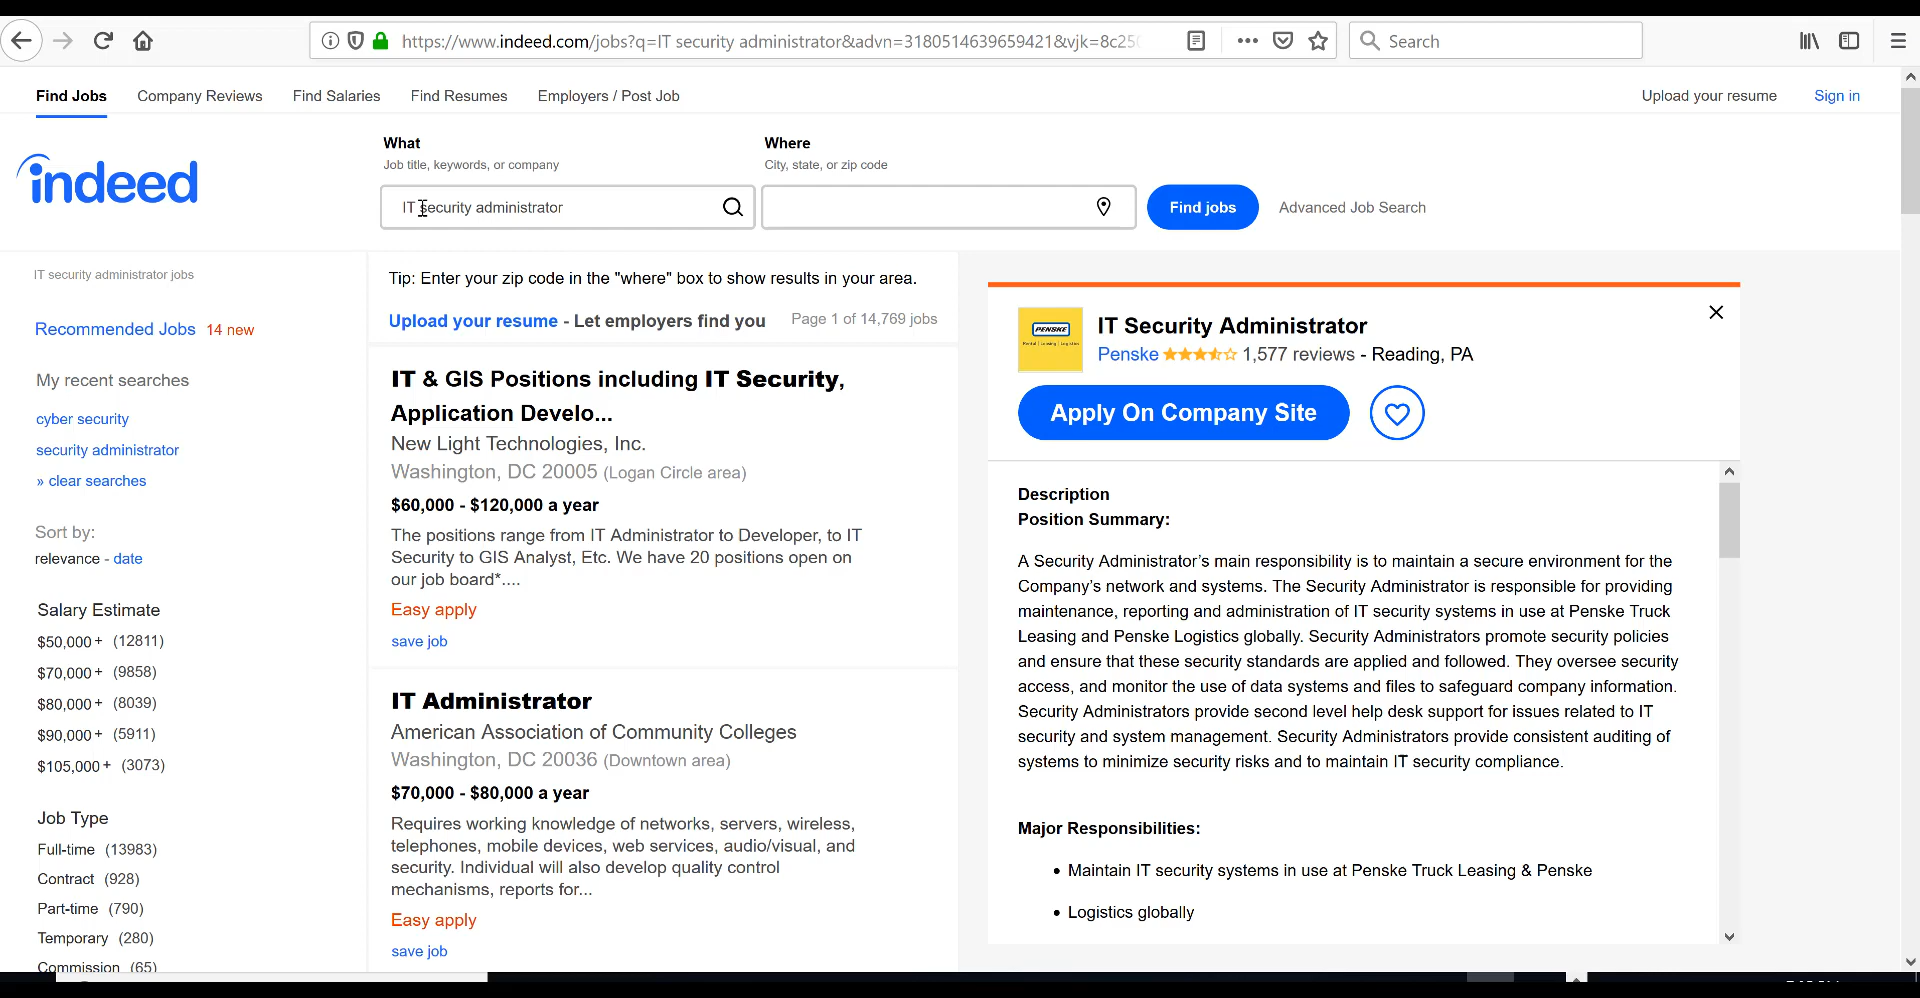 https://www.indeed.com/jobs?q=IT security administrator&advn=3180514639659421&vjk=8c25
Search
Find Jobs
Company Reviews
Find Salaries
Find Resumes
Employers / Post Job
Upload your resume
Sign in
indeed
What
Job title, keywords, or company
IT security administrator
Where
City, state, or zip code
Find jobs
Advanced Job Search
IT security administrator jobs
Recommended Jobs 14 new
My recent searches
cyber security
security administrator
» clear searches
Sort by:
relevance - date
Salary Estimate
$50,000+ (12811)
$70,000+ (9858)
$80,000+ (8039)
$90,000+ (5911)
$105,000+ (3073)
Job Type
Full-time (13983)
Contract (928)
Part-time (790)
Temporary (280)
Commission (65)
Tip: Enter your zip code in the "where" box to show results in your area.
Upload your resume - Let employers find you
Page 1 of 14,769 jobs
IT & GIS Positions including IT Security,
Application Develo...
New Light Technologies, Inc.
Washington, DC 20005 (Logan Circle area)
$60,000 - $120,000 a year
The positions range from IT Administrator to Developer, to IT
Security to GIS Analyst, Etc. We have 20 positions open on
our job board*....
Easy apply
save job
IT Administrator
American Association of Community Colleges
Washington, DC 20036 (Downtown area)
$70,000 - $80,000 a year
Requires working knowledge of networks, servers, wireless,
telephones, mobile devices, web services, audio/visual, and
security. Individual will also develop quality control
mechanisms, reports for...
Easy apply
save job
PENSKE
IT Security Administrator
Penske 1,577 reviews - Reading, PA
Apply On Company Site
Description
Position Summary:
A Security Administrator's main responsibility is to maintain a secure environment for the
Company's network and systems. The Security Administrator is responsible for providing
maintenance, reporting and administration of IT security systems in use at Penske Truck
Leasing and Penske Logistics globally. Security Administrators promote security policies
and ensure that these security standards are applied and followed. They oversee security
access, and monitor the use of data systems and files to safeguard company information.
Security Administrators provide second level help desk support for issues related to IT
security and system management. Security Administrators provide consistent auditing of
systems to minimize security risks and to maintain IT security compliance.
Major Responsibilities:
• Maintain IT security systems in use at Penske Truck Leasing & Penske
• Logistics globally